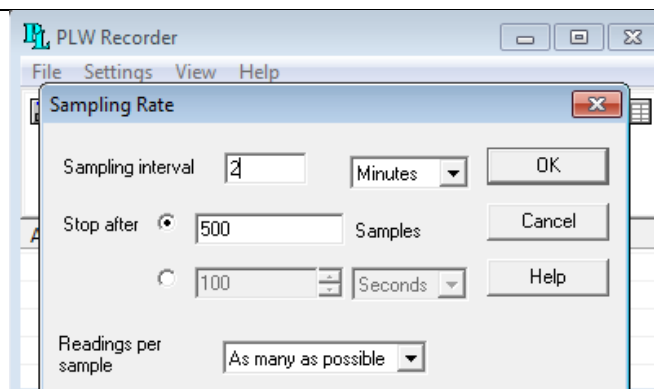 PLW Recorder
File Settings View Help
Sampling Rate
Sampling interval 2 Minutes OK
Stop after 500 Samples Cancel
100 Seconds Help
Readings per
sample As many as possible